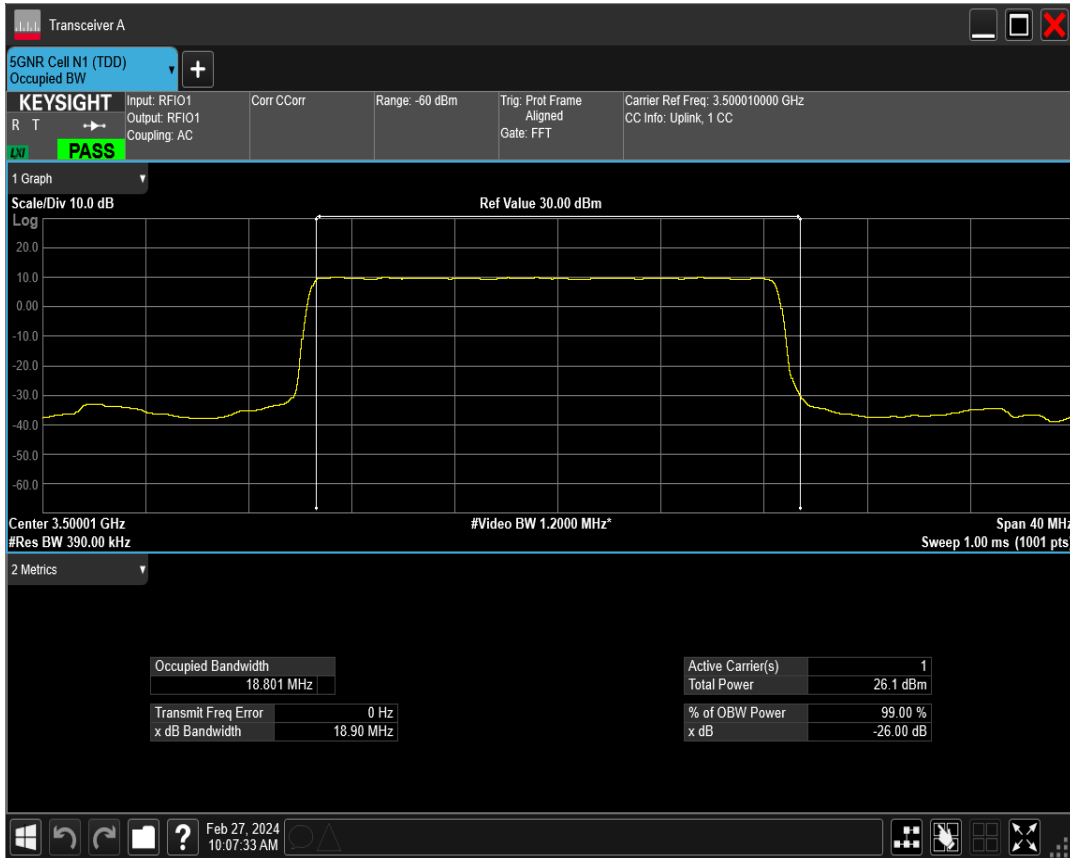 Transceiver A
5GNR Cell N1 (TDD)
Occupied BW
+
KEYSIGHT
R T
LXI
PASS
Input: RFIO1
Output: RFIO1
Coupling: AC
Corr CCorr
Range: -60 dBm
Trig: Prot Frame
Aligned
Gate: FFT
Carrier Ref Freq: 3.500010000 GHz
CC Info: Uplink, 1 CC
1 Graph
Scale/Div 10.0 dB
Ref Value 30.00 dBm
Log
20.0
10.0
0.00
-10.0
-20.0
-30.0
-40.0
-50.0
-60.0
Center 3.50001 GHz
#Video BW 1.2000 MHz*
Span 40 MHz
#Res BW 390.00 kHz
Sweep 1.00 ms (1001 pts)
2 Metrics
Occupied Bandwidth
18.801 MHz
Transmit Freq Error 0 Hz
x dB Bandwidth 18.90 MHz
Active Carrier(s) 1
Total Power 26.1 dBm
% of OBW Power 99.00 %
x dB -26.00 dB
?
Feb 27, 2024
10:07:33 AM